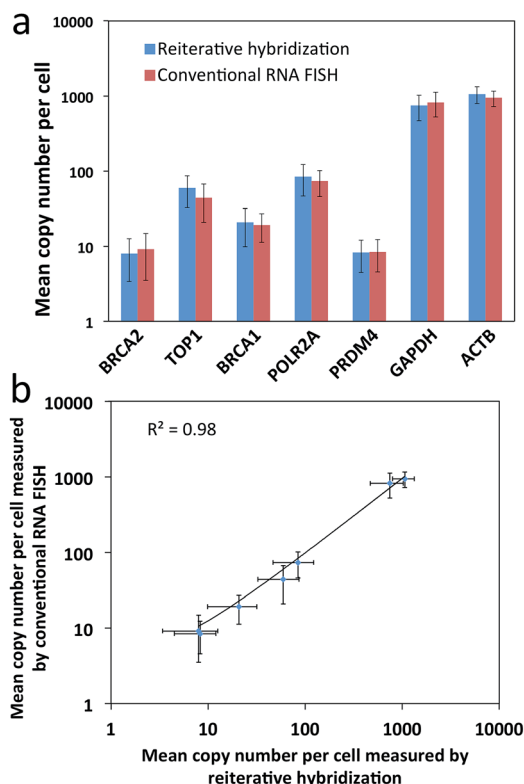 a
10000
Reiterative hybridization
Conventional RNA FISH
1000
100
10
1
Mean copy number per cell
BRCA2
TOP1
BRCA1
POLR2A
PRDM4
GAPDH
ACTB
b
10000
R² = 0.98
1000
100
10
1
Mean copy number per cell measured
by conventional RNA FISH
1
10
100
1000
10000
Mean copy number per cell measured by
reiterative hybridization